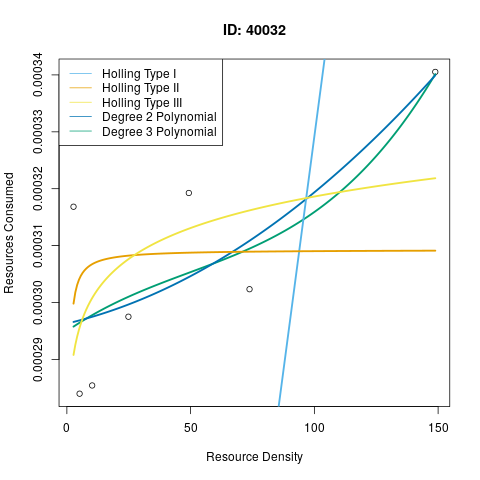 ID: 40032
Holling Type I
Holling Type II
Holling Type III
Degree 2 Polynomial
Degree 3 Polynomial
Resources Consumed
0.00034
0.00033
0.00032
0.00031
0.00030
0.00029
0
50
100
150
Resource Density